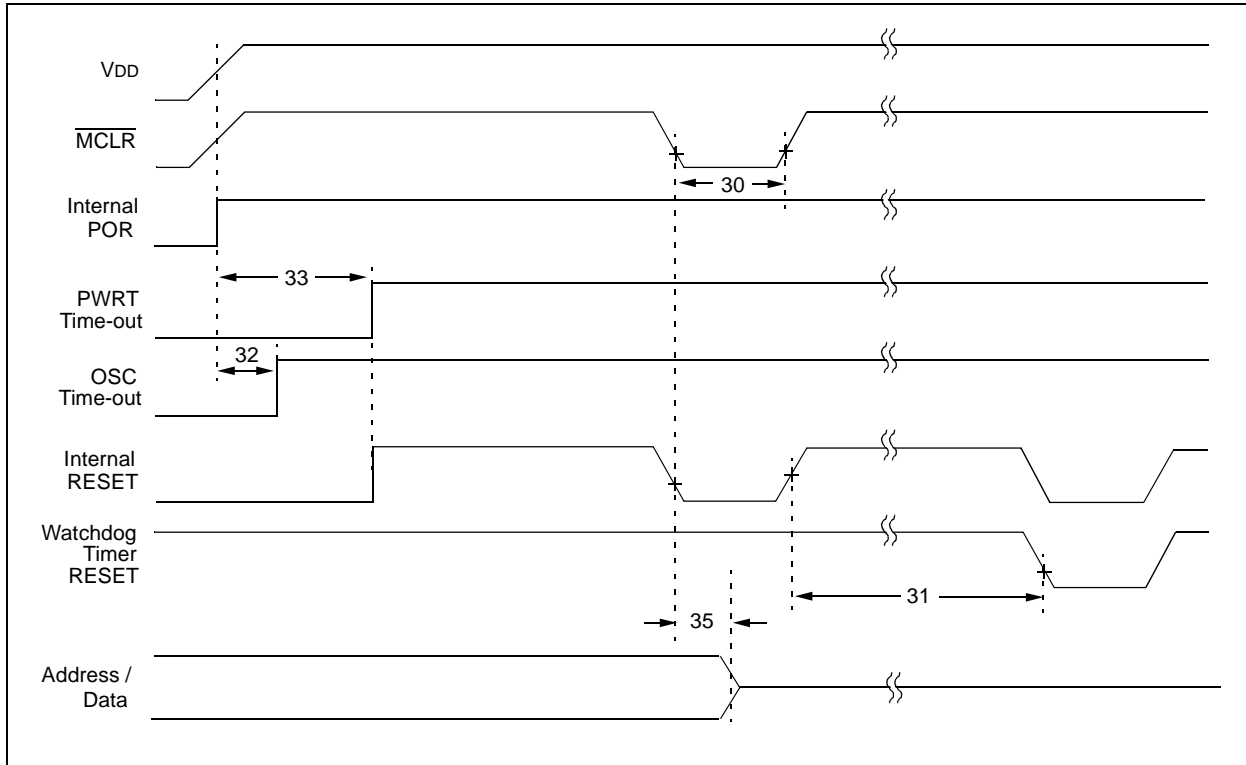 VDD
MCLR
30
Internal
POR
33
PWRT
Time-out
32
OSC
Time-out
Internal
RESET
Watchdog
Timer
RESET
31
35
Address /
Data